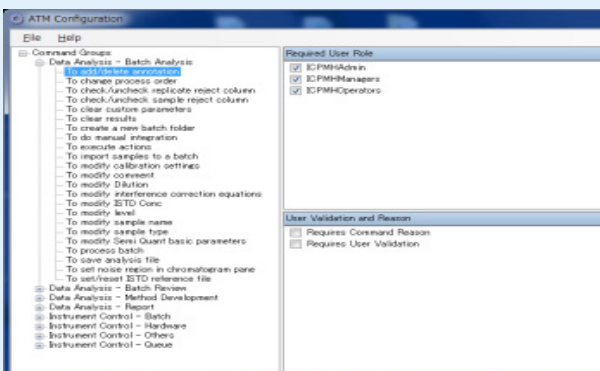 ATM Configuration
File Help
Command Groups
Data Analysis - Batch Analysis
To add/delete annotation
To change process order
To check/uncheck replicate reject column
To check/uncheck sample reject column
To clear custom parameters
To clear results
To create a new batch folder
To do manual integration
To execute actions
To import samples to a batch
To modify calibration settings
To modify comment
To modify Dilution
To modify interference correction equations
To modify ISTD Conc
To modify level
To modify sample name
To modify sample type
To modify Semi Quant basic parameters
To process batch
To save analysis file
To set noise region in chromatogram pane
To set/reset ISTD reference file
Data Analysis - Batch Review
Data Analysis - Method Development
Data Analysis - Report
Instrument Control - Batch
Instrument Control - Hardware
Instrument Control - Others
Instrument Control - Queue
Required User Role
ICPMHAdmin
ICPMHManagers
ICPMHOperators
User Validation and Reason
Requires Command Reason
Requires User Validation